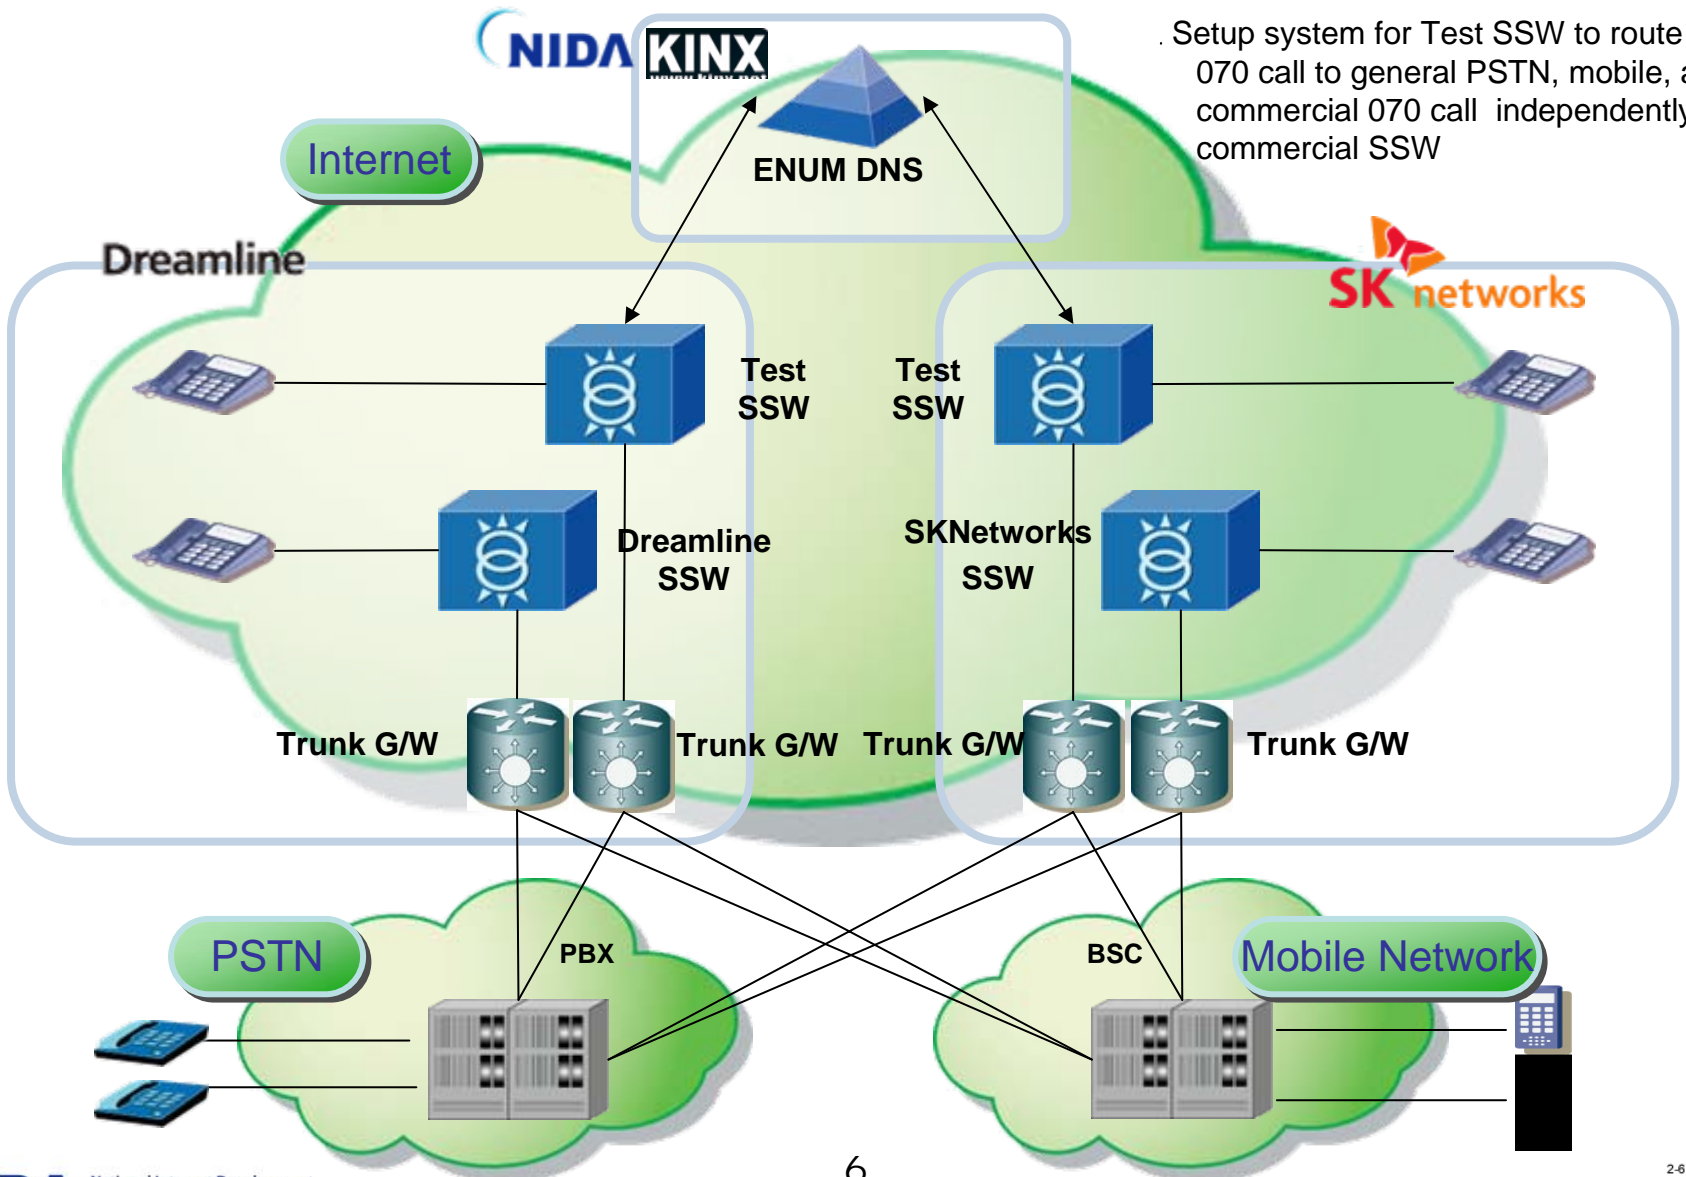 NIDA KINX
. Setup system for Test SSW to route
070 call to general PSTN, mobile,
commercial 070 call independently
commercial SSW
Internet
ENUM DNS
Dreamline
SK networks
Test
SSW
Test
SSW
Dreamline
SSW
SKNetworks
SSW
Trunk G/W
Trunk G/W
Trunk G/W
Trunk G/W
PSTN
PBX
BSC
Mobile Network
6
2-6